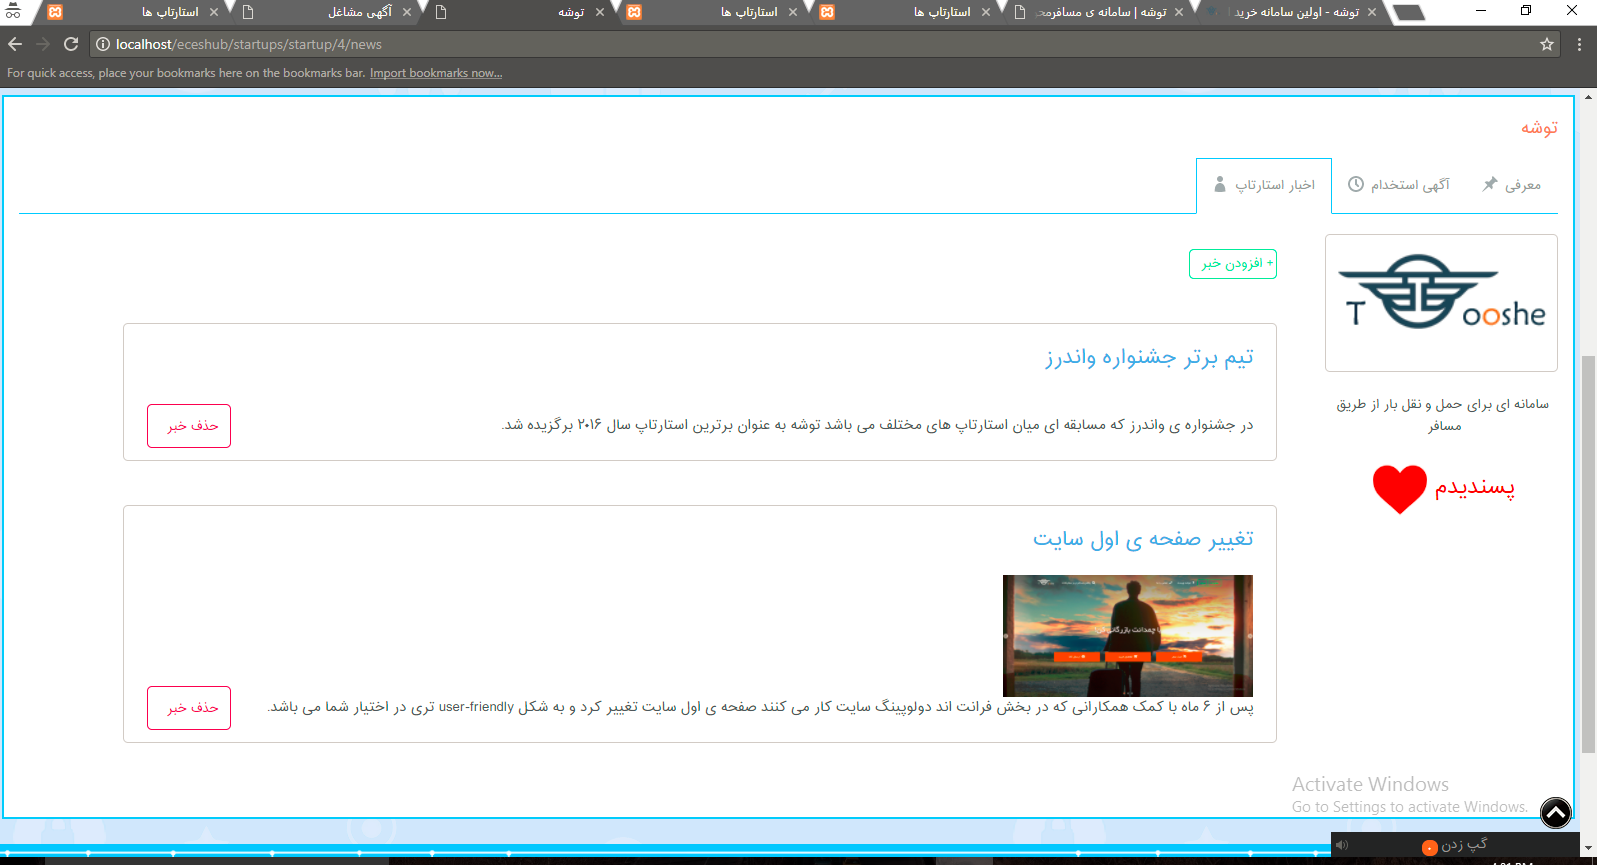 استارتاپ ها
آگهی مشاغل
توشه
استارتاپ ها
استارتاپ ها
توشه | سامانه ی مسافرمح
توشه - اولین سامانه خرید
localhost/eceshub/startups/startup/4/news
For quick access, place your bookmarks here on the bookmarks bar. Import bookmarks now...
توشه
معرفی
آگهی استخدام
اخبار استارتاپ
+ افزودن خبر
T ooshe
سامانه ای برای حمل و نقل بار از طریق
مسافر
پسندیدم
تیم برتر جشنواره واندرز
در جشنواره ی واندرز که مسابقه ای میان استارتاپ های مختلف می باشد توشه به عنوان برترین استارتاپ سال ۲۰۱۶ برگزیده شد.
حذف خبر
تغییر صفحه ی اول سایت
پس از ۶ ماه با کمک همکارانی که در بخش فرانت اند دولوپینگ سایت کار می کنند صفحه ی اول سایت تغییر کرد و به شکل user-friendly تری در اختیار شما می باشد.
حذف خبر
Activate Windows
Go to Settings to activate Windows.
گپ زدن